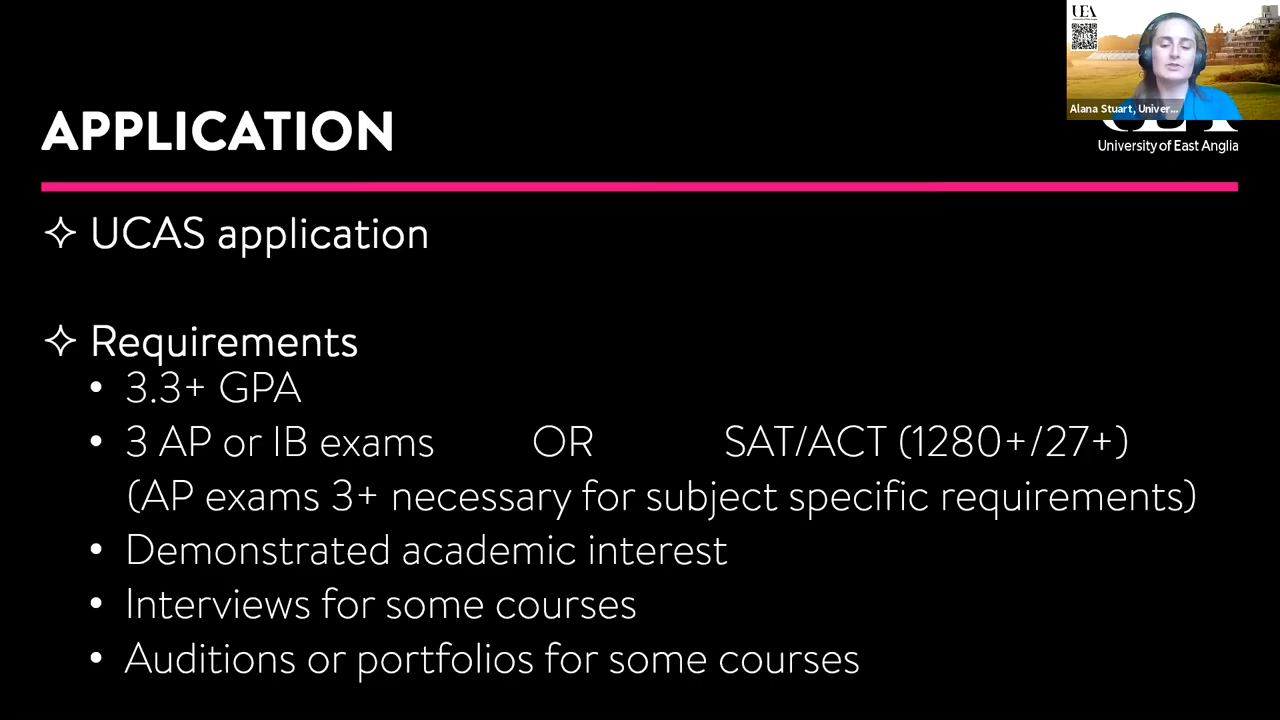 UEA
Alana Stuart, Univer...
APPLICATION
University of East Anglia
✧ UCAS application
✧ Requirements
• 3.3+ GPA
• 3 AP or IB exams OR SAT/ACT (1280+/27+)
(AP exams 3+ necessary for subject specific requirements)
• Demonstrated academic interest
• Interviews for some courses
• Auditions or portfolios for some courses